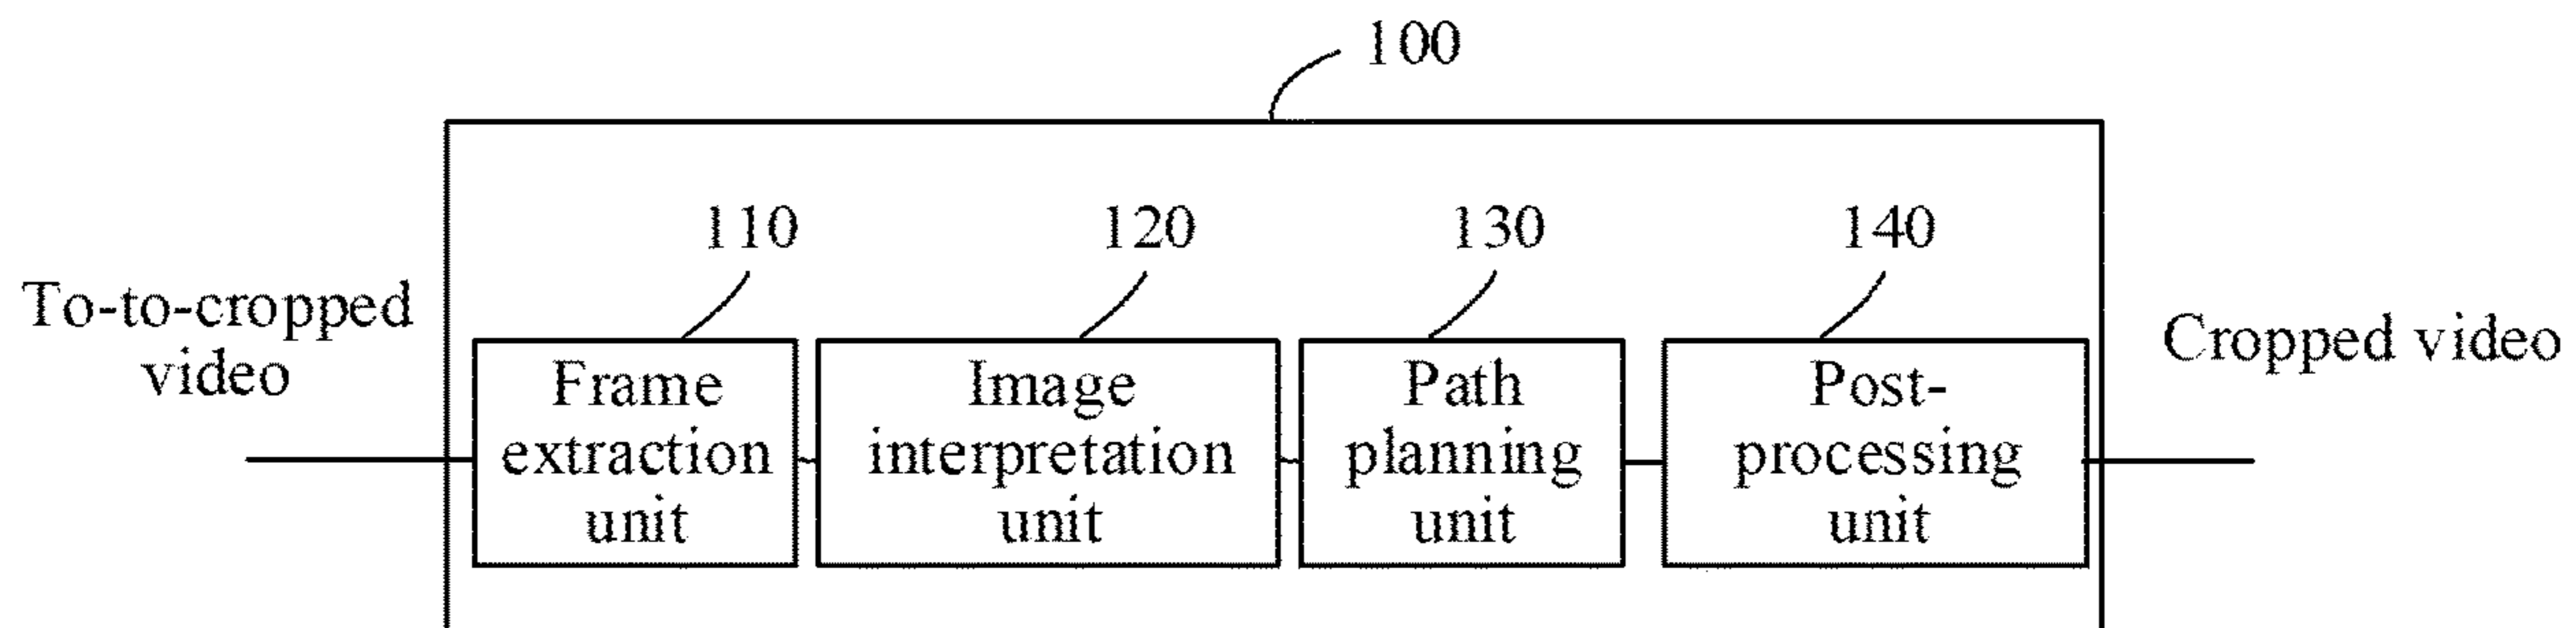 100
110
120
130
140
To-to-cropped
video
Frame
extraction
unit
Image
interpretation
unit
Path
planning
unit
Post-
processing
unit
Cropped video